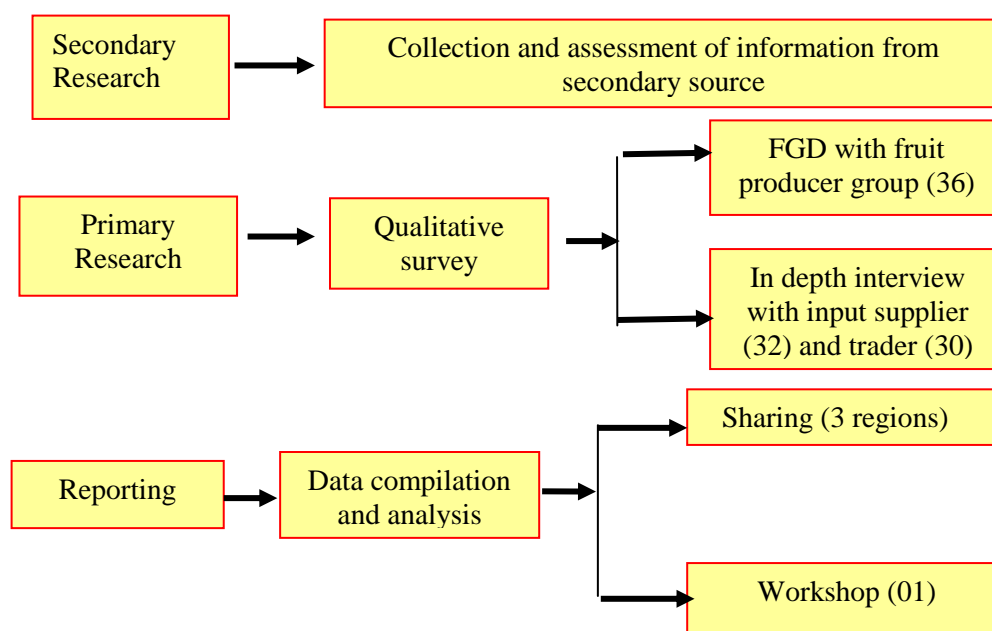 Secondary
Research
Collection and assessment of information from
secondary source
FGD with fruit
producer group (36)
Primary
Research
Qualitative
survey
In depth interview
with input supplier
(32) and trader (30)
Sharing (3 regions)
Reporting
Data compilation
and analysis
Workshop (01)